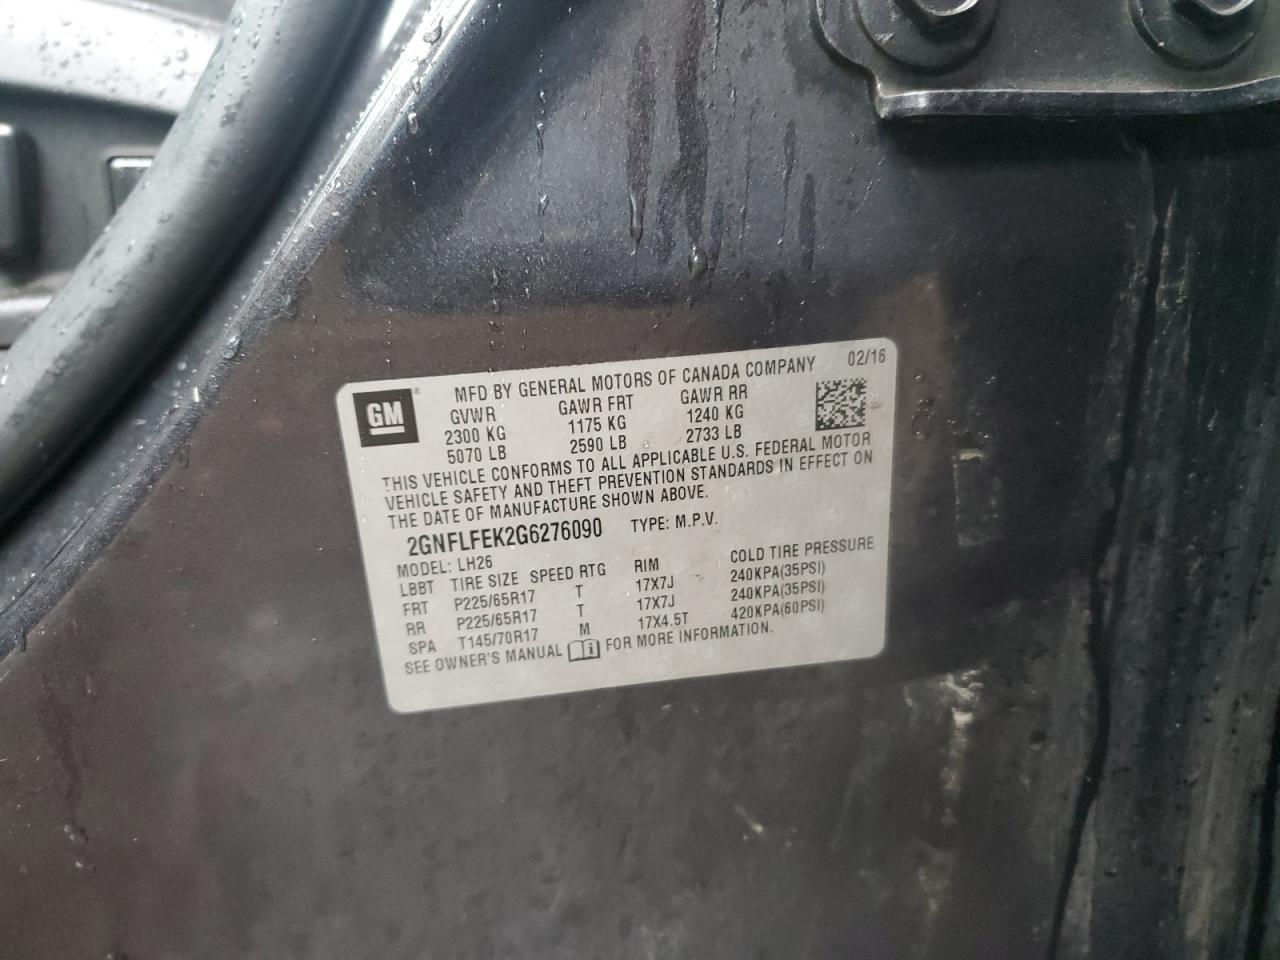 GM®
MFD BY GENERAL MOTORS OF CANADA COMPANY 02/16
GVWR GAWR FRT GAWR RR
2300 KG 1175 KG 1240 KG
5070 LB 2590 LB 2733 LB
THIS VEHICLE CONFORMS TO ALL APPLICABLE U.S. FEDERAL MOTOR
VEHICLE SAFETY AND THEFT PREVENTION STANDARDS IN EFFECT ON
THE DATE OF MANUFACTURE SHOWN ABOVE.
2GNFLFEK2G6276090 TYPE: M.P.V.
MODEL: LH26
LBBT TIRE SIZE SPEED RTG RIM COLD TIRE PRESSURE
FRT P225/65R17 T 17X7J 240KPA(35PSI)
RR P225/65R17 T 17X7J 240KPA(35PSI)
SPA T145/70R17 M 17X4.5T 420KPA(60PSI)
SEE OWNER'S MANUAL i FOR MORE INFORMATION.